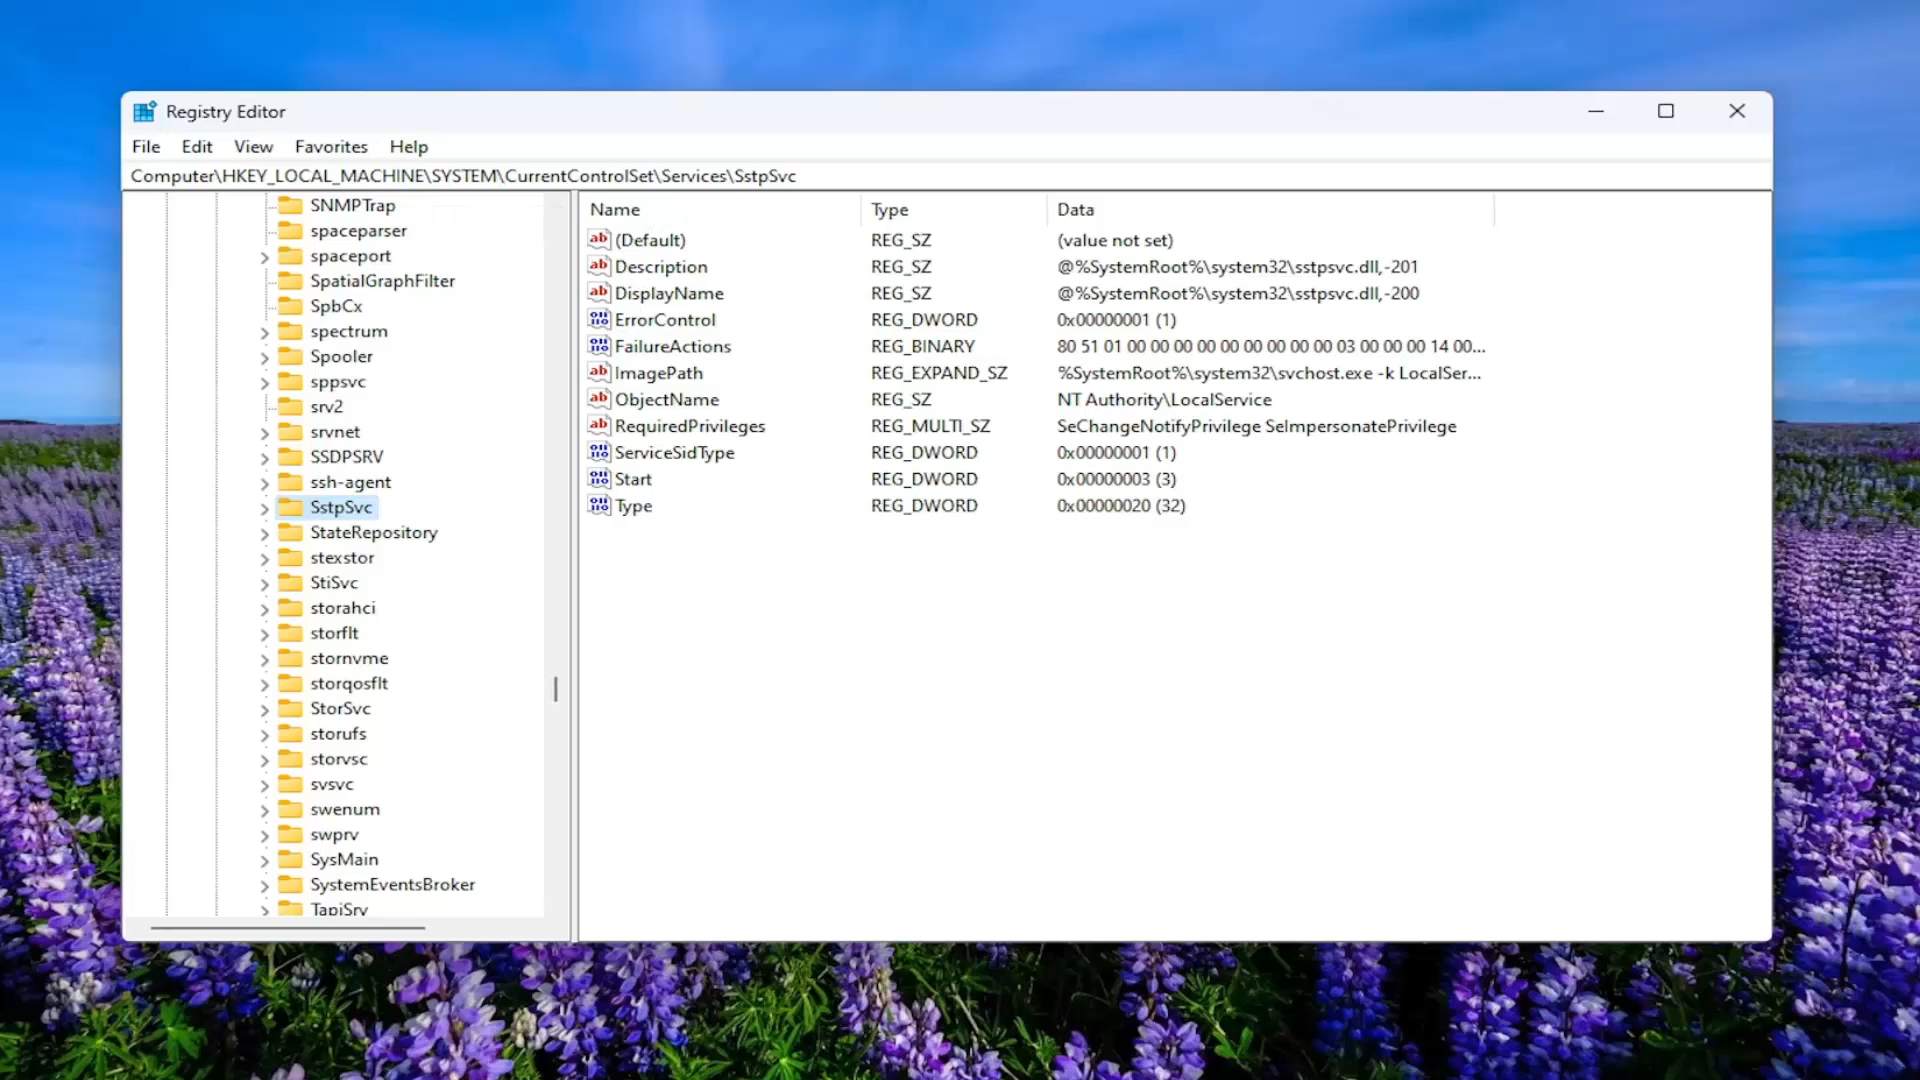 Registry Editor
File Edit View Favorites Help
Computer\HKEY_LOCAL_MACHINE\SYSTEM\CurrentControlSet\Services\SstpSvc
SNMPTrap
spaceparser
spaceport
SpatialGraphFilter
SpbCx
spectrum
Spooler
sppsvc
srv2
srvnet
SSDPSRV
ssh-agent
SstpSvc
StateRepository
stexstor
StiSvc
storahci
storflt
stornvme
storqosflt
StorSvc
storufs
storvsc
svsvc
swenum
swprv
SysMain
SystemEventsBroker
TapiSrv
Name Type Data
(Default) REG_SZ (value not set)
Description REG_SZ @%SystemRoot%\system32\sstpsvc.dll,-201
DisplayName REG_SZ @%SystemRoot%\system32\sstpsvc.dll,-200
ErrorControl REG_DWORD 0x00000001 (1)
FailureActions REG_BINARY 80 51 01 00 00 00 00 00 00 00 00 00 03 00 00 00 14 00...
ImagePath REG_EXPAND_SZ %SystemRoot%\system32\svchost.exe -k LocalSer...
ObjectName REG_SZ NT Authority\LocalService
RequiredPrivileges REG_MULTI_SZ SeChangeNotifyPrivilege SeImpersonatePrivilege
ServiceSidType REG_DWORD 0x00000001 (1)
Start REG_DWORD 0x00000003 (3)
Type REG_DWORD 0x00000020 (32)